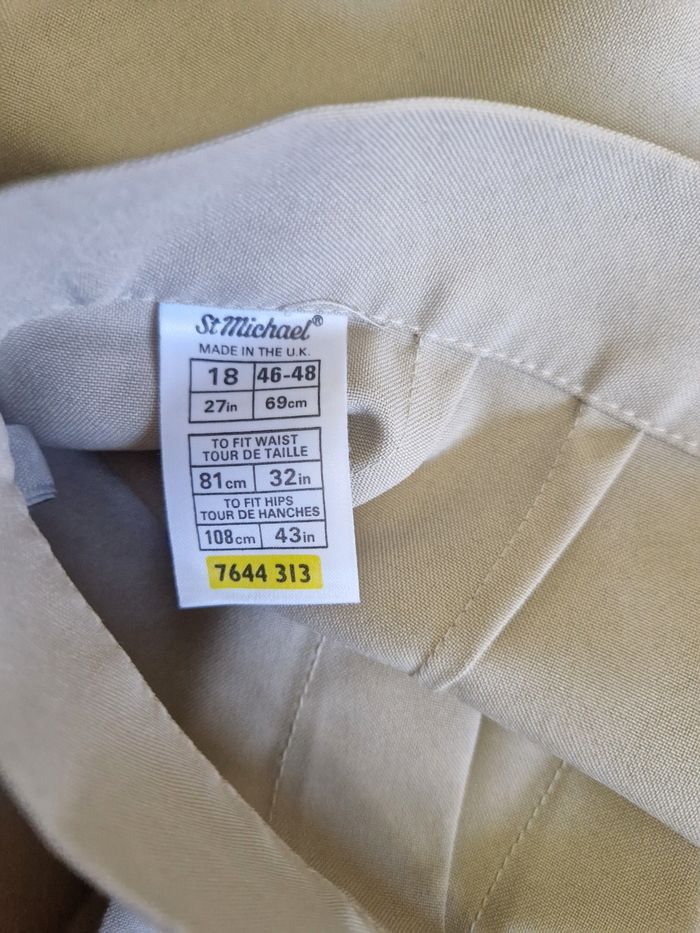 St Michael®
MADE IN THE U.K.
18 46-48
27in 69cm
TO FIT WAIST
TOUR DE TAILLE
81cm 32in
TO FIT HIPS
TOUR DE HANCHES
108cm 43in
7644 313